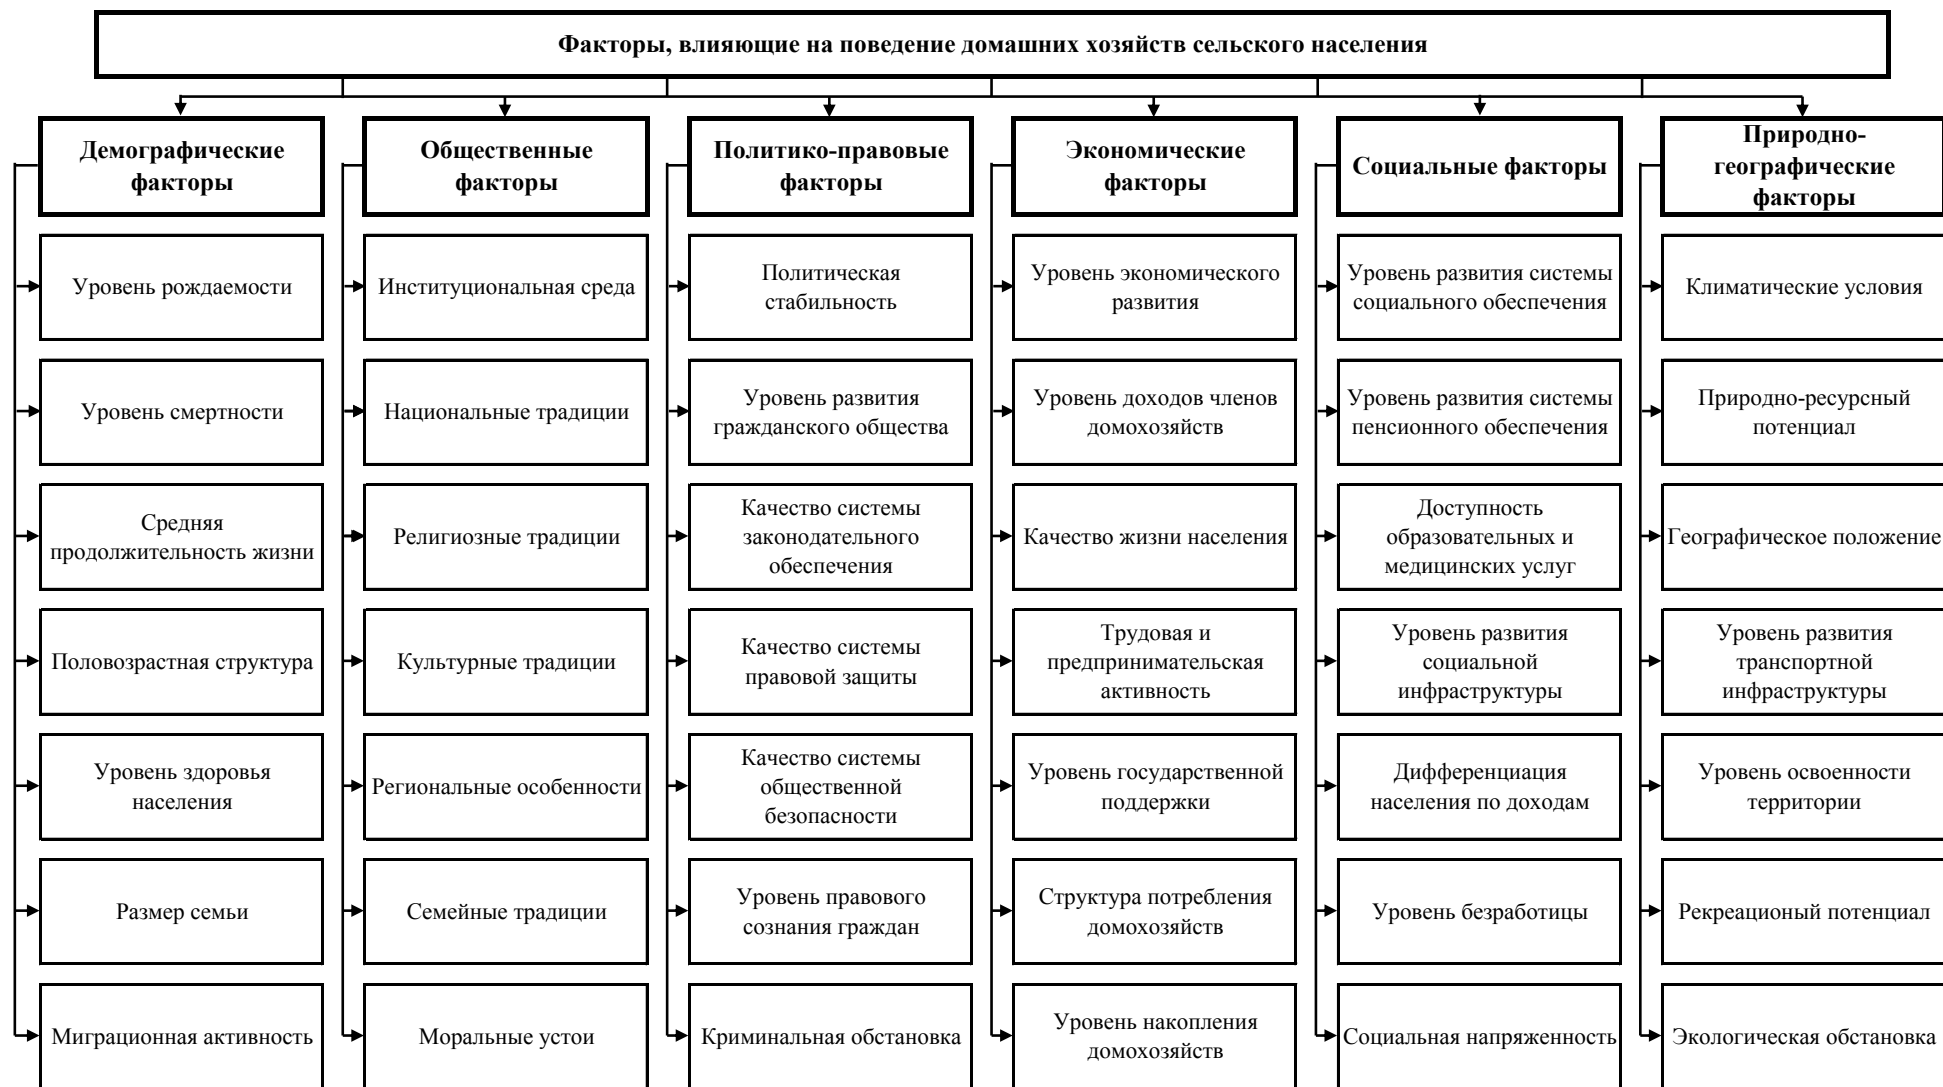 Факторы, влияющие на поведение домашних хозяйств сельского населения
Демографические
факторы
Общественные
факторы
Политико-правовые
факторы
Экономические
факторы
Социальные факторы
Природно-
географические
факторы
Уровень рождаемости
Институциональная среда
Политическая
стабильность
Уровень экономического
развития
Уровень развития системы
социального обеспечения
Климатические условия
Уровень смертности
Национальные традиции
Уровень развития
гражданского общества
Уровень доходов членов
домохозяйств
Уровень развития системы
пенсионного обеспечения
Природно-ресурсный
потенциал
Средняя
продолжительность жизни
Религиозные традиции
Качество системы
законодательного
обеспечения
Качество жизни населения
Доступность
образовательных и
медицинских услуг
Географическое положение
Половозрастная структура
Культурные традиции
Качество системы
правовой защиты
Трудовая и
предпринимательская
активность
Уровень развития
социальной
инфраструктуры
Уровень развития
транспортной
инфраструктуры
Уровень здоровья
населения
Региональные особенности
Качество системы
общественной
безопасности
Уровень государственной
поддержки
Дифференциация
населения по доходам
Уровень освоенности
территории
Размер семьи
Семейные традиции
Уровень правового
сознания граждан
Структура потребления
домохозяйств
Уровень безработицы
Рекреационый потенциал
Миграционная активность
Моральные устои
Криминальная обстановка
Уровень накопления
домохозяйств
Социальная напряженность
Экологическая обстановка